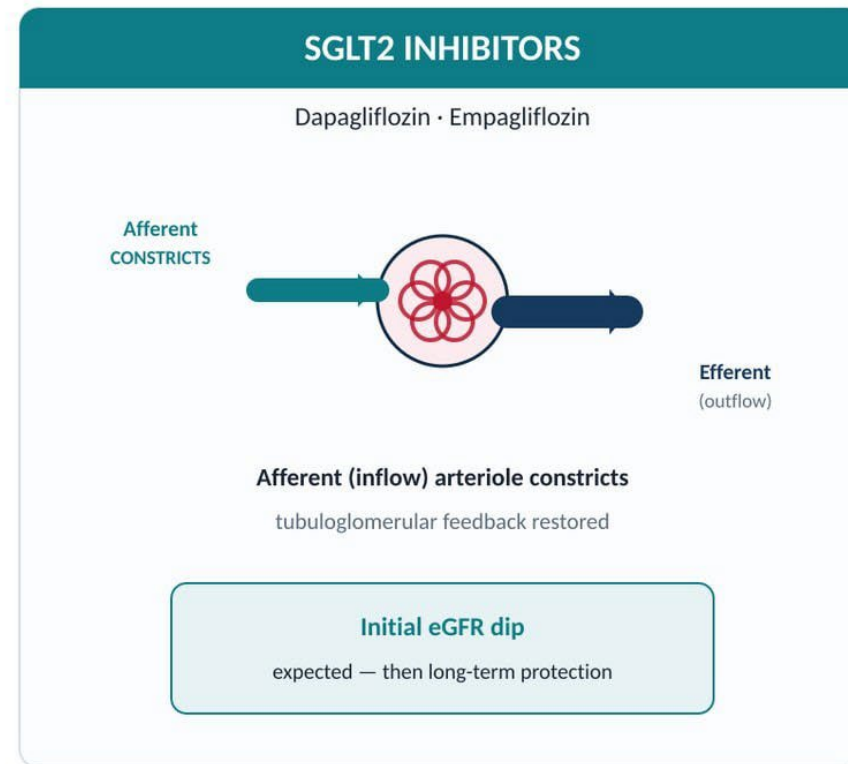 SGLT2 INHIBITORS
Dapagliflozin · Empagliflozin
Afferent
CONSTRICTS
Efferent
(outflow)
Afferent (inflow) arteriole constricts
tubuloglomerular feedback restored
Initial eGFR dip
expected — then long-term protection